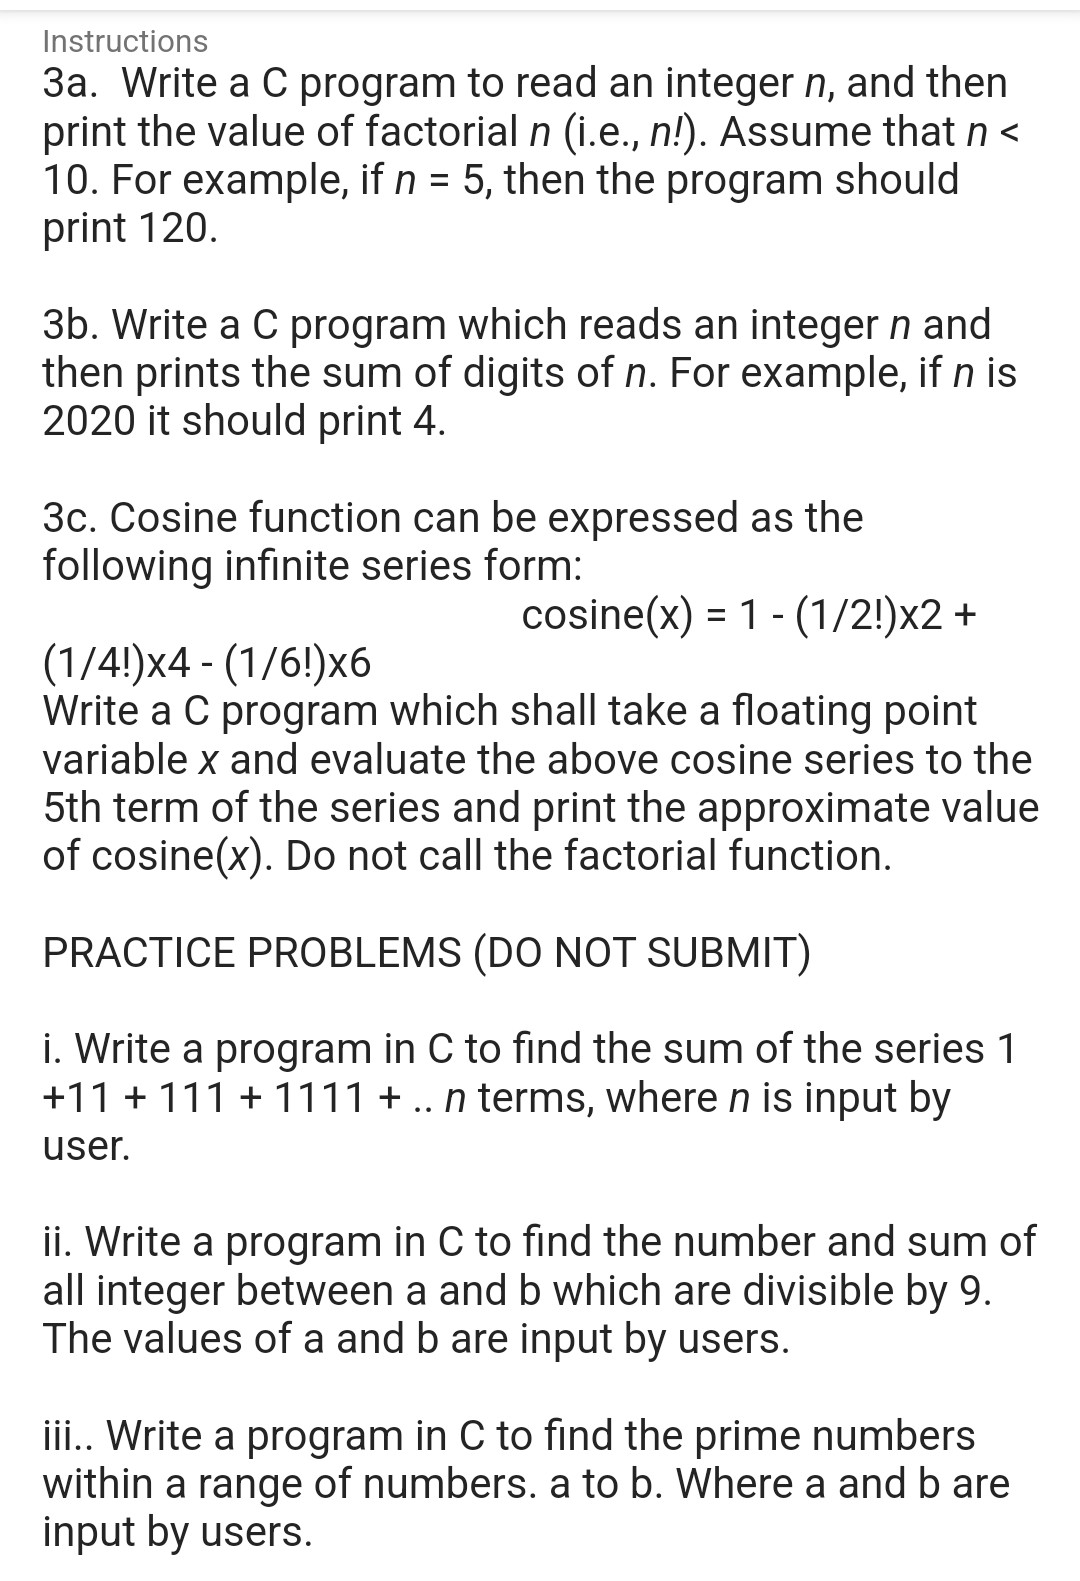 Instructions
3a.  Write a C program to read an integer n, and then
print the value of factorial n (i.e., n!). Assume that n <
10. For example, if n = 5, then the program should
print 120.
3b. Write a C program which reads an integer n and
then prints the sum of digits of n. For example, if n is
2020 it should print 4.
3c. Cosine function can be expressed as the
following infinite series form:
cosine(x) = 1 - (1/2!)x2 +
(1/4!)x4 - (1/6!)x6
Write a C program which shall take a floating point
variable x and evaluate the above cosine series to the
5th term of the series and print the approximate value
of cosine(x). Do not call the factorial function.
PRACTICE PROBLEMS (DO NOT SUBMIT)
i. Write a program in C to find the sum of the series 1
+11 + 111 + 1111 + .. n terms, where n is input by
user.
ii. Write a program in C to find the number and sum of
all integer between a and b which are divisible by 9.
The values of a and b are input by users.
iii.. Write a program in C to find the prime numbers
within a range of numbers. a to b. Where a and b are
input by users.